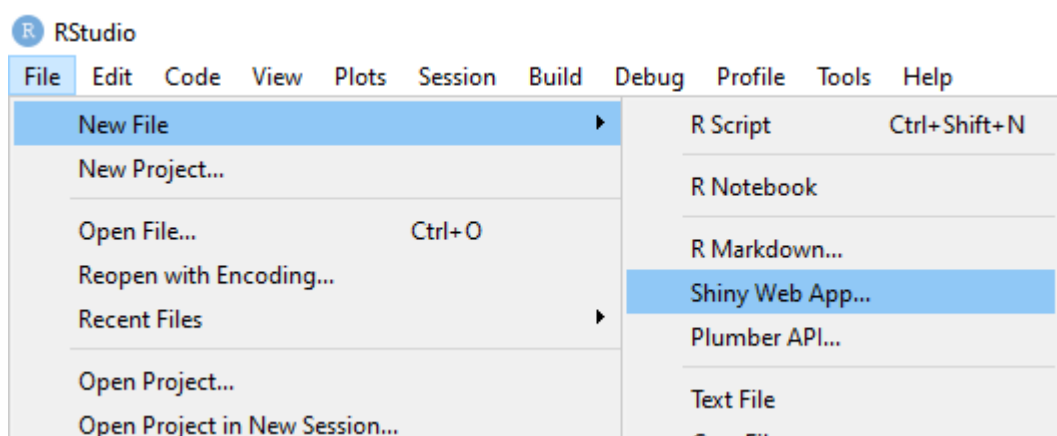 R RStudio
File Edit Code View Plots Session Build Debug Profile Tools Help
New File
New Project...
Open File... Ctrl+O
Reopen with Encoding...
Recent Files
Open Project...
Open Project in New Session...
R Script Ctrl+Shift+N
R Notebook
R Markdown...
Shiny Web App...
Plumber API...
Text File